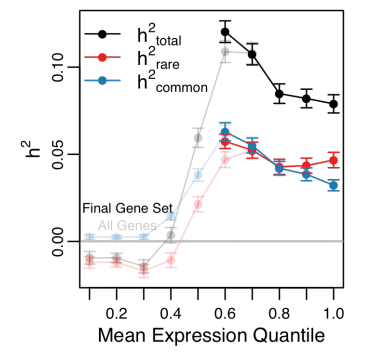 h²total
h²rare
h²common
0.10
0.05
0.00
h²
Final Gene Set
All Genes
0.2 0.4 0.6 0.8 1.0
Mean Expression Quantile